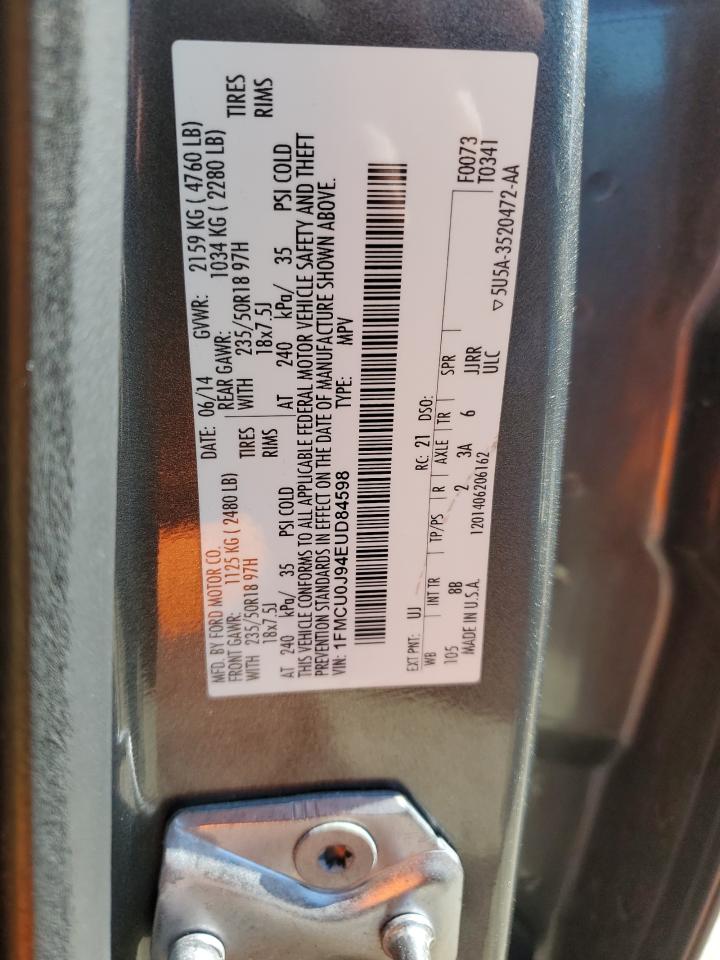 MFD. BY FORD MOTOR CO.
DATE: 06/14 GVWR: 2159 KG ( 4760 LB)
FRONT GAWR: 1125 KG ( 2480 LB) REAR GAWR: 1034 KG ( 2280 LB)
WITH 235/50R18 97H TIRES WITH 235/50R18 97H TIRES
18x7.5J RIMS 18x7.5J RIMS
AT 240 kPa/ 35 PSI COLD AT 240 kPa/ 35 PSI COLD
THIS VEHICLE CONFORMS TO ALL APPLICABLE FEDERAL MOTOR VEHICLE SAFETY AND THEFT
PREVENTION STANDARDS IN EFFECT ON THE DATE OF MANUFACTURE SHOWN ABOVE.
VIN: 1FMCU0J94EUD84598 TYPE: MPV
EXT PNT: UJ RC: 21 DSO: F0073
WB INT TR TP/PS R AXLE TR SPR T0341
105 8B 2 3A 6 JJRR
MADE IN U.S.A. 1201406206162 ULC ▽ 5U5A-3520472-AA